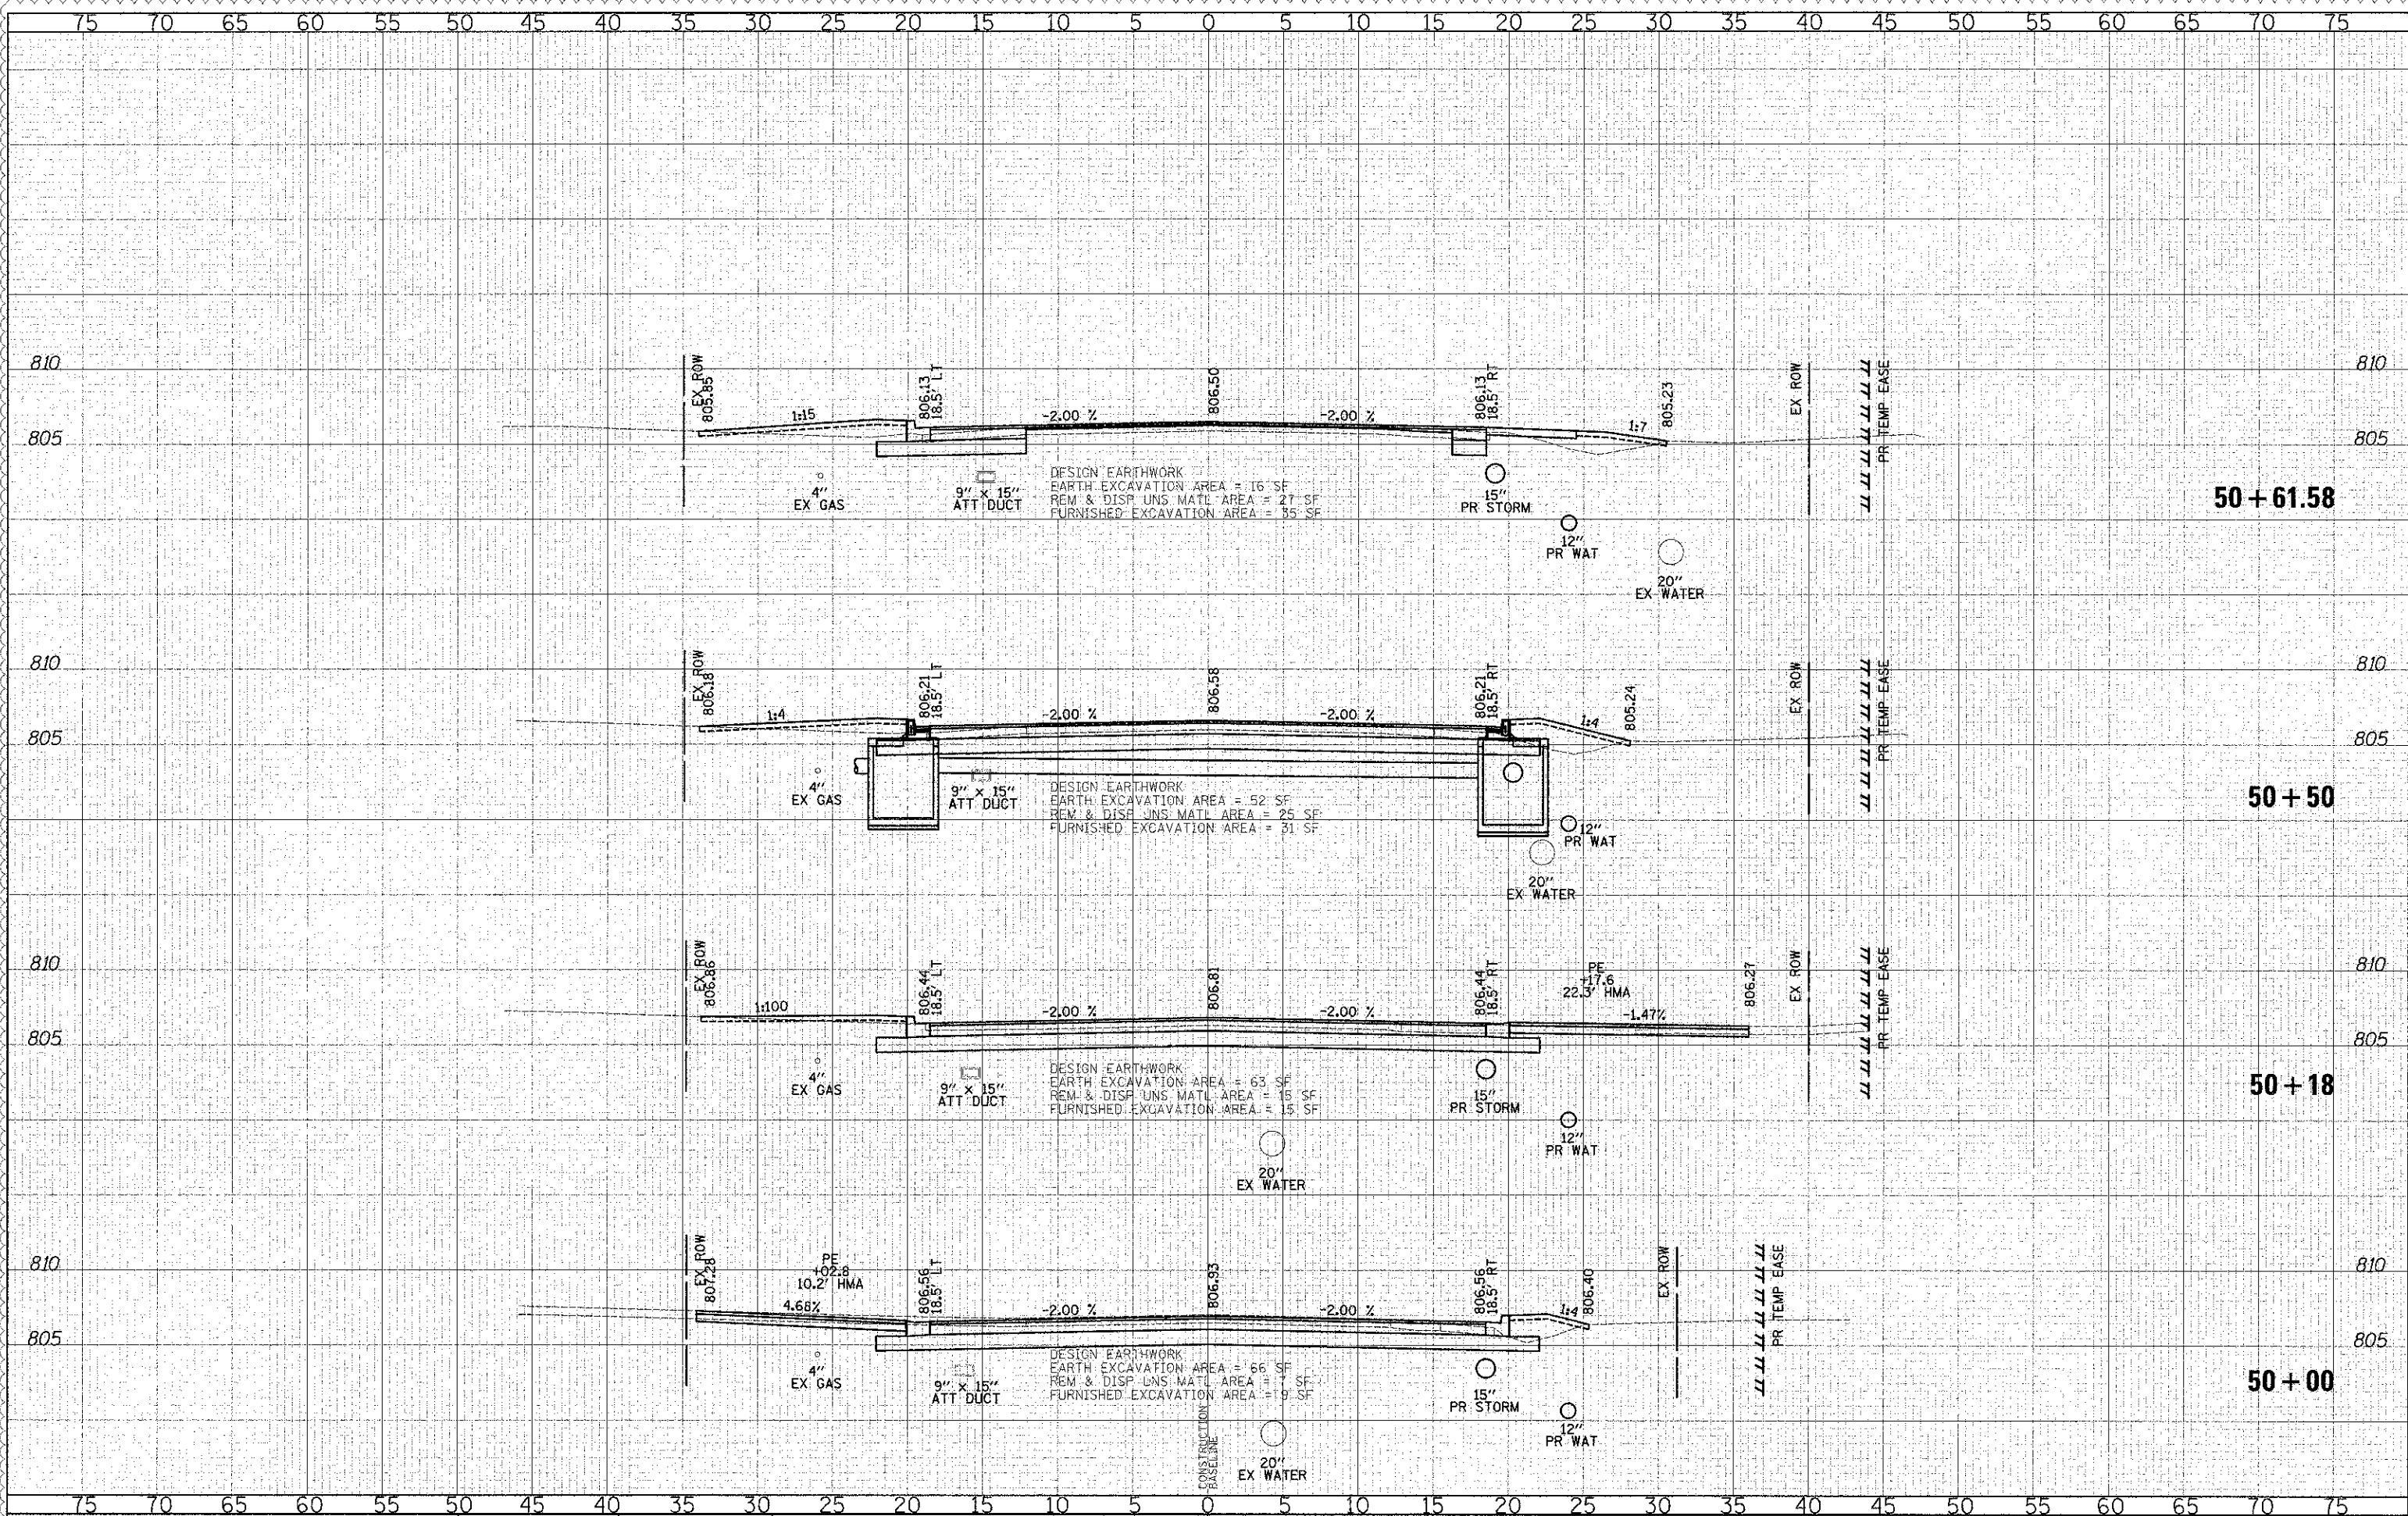 75 70 65 60 55 50 45 40 35 30 25 20 15 10 5 0 5 10 15 20 25 30 35 40 45 50 55 60 65 70 75
810
EX ROW
805.85
1:15
806.13
18.5' LT
-2.00 %
806.50
-2.00 %
806.13
18.5' RT
1:7
805.23
EX ROW
PR TEMP EASE
810
805
805
4"
EX GAS
9" x 15"
ATT DUCT
DESIGN EARTHWORK
EARTH EXCAVATION AREA = 16 SF
REM & DISP UNS MATL AREA = 27 SF
FURNISHED EXCAVATION AREA = 35 SF
15"
PR STORM
12"
PR WAT
20"
EX WATER
50 + 61.58
810
EX ROW
806.18
1:4
806.21
18.5' LT
-2.00 %
806.58
-2.00 %
806.21
18.5' RT
1:4
805.24
EX ROW
PR TEMP EASE
810
805
805
4"
EX GAS
9" x 15"
ATT DUCT
DESIGN EARTHWORK
EARTH EXCAVATION AREA = 52 SF
REM & DISP UNS MATL AREA = 25 SF
FURNISHED EXCAVATION AREA = 31 SF
12"
PR WAT
20"
EX WATER
50 + 50
810
EX ROW
806.86
1:100
806.44
18.5' LT
-2.00 %
806.81
-2.00 %
806.44
18.5' RT
PE
+17.6
22.3' HMA
-1.47%
806.27
EX ROW
PR TEMP EASE
810
805
805
4"
EX GAS
9" x 15"
ATT DUCT
DESIGN EARTHWORK
EARTH EXCAVATION AREA = 63 SF
REM & DISP UNS MATL AREA = 15 SF
FURNISHED EXCAVATION AREA = 15 SF
15"
PR STORM
12"
PR WAT
20"
EX WATER
50 + 18
810
EX ROW
807.28
PE
+02.8
10.2' HMA
4.68%
806.56
18.5' LT
-2.00 %
806.93
-2.00 %
806.56
18.5' RT
1:4
806.40
EX ROW
PR TEMP EASE
810
805
805
4"
EX GAS
9" x 15"
ATT DUCT
DESIGN EARTHWORK
EARTH EXCAVATION AREA = 66 SF
REM & DISP UNS MATL AREA = 7 SF
FURNISHED EXCAVATION AREA = 9 SF
15"
PR STORM
12"
PR WAT
CONSTRUCTION
BASELINE
20"
EX WATER
50 + 00
75 70 65 60 55 50 45 40 35 30 25 20 15 10 5 0 5 10 15 20 25 30 35 40 45 50 55 60 65 70 75